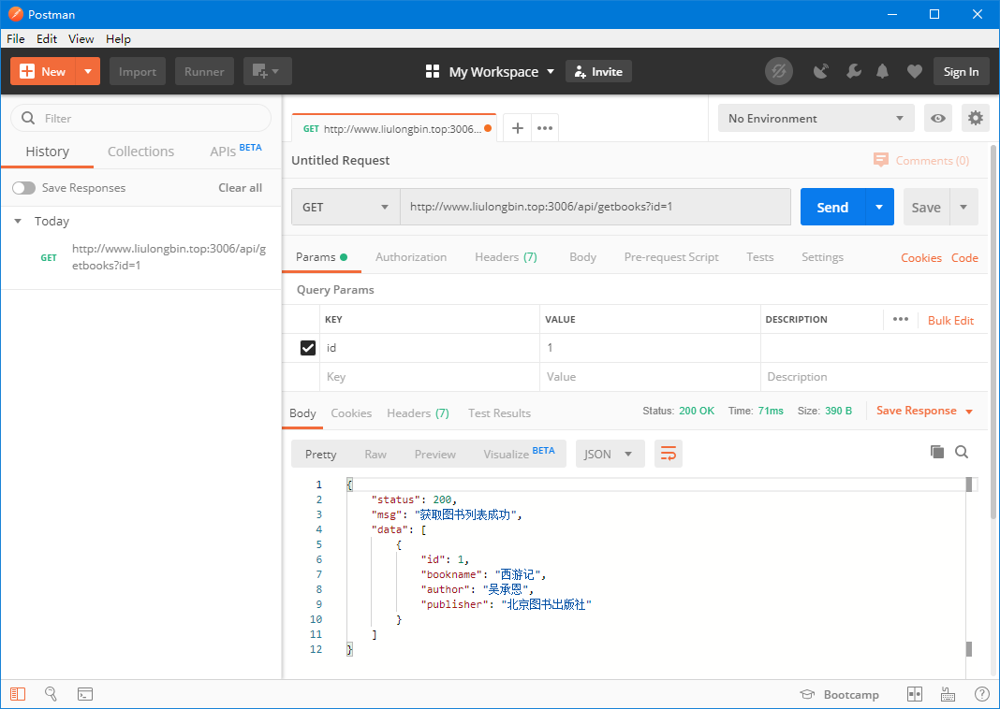 Postman
File Edit View Help
New Import Runner My Workspace Invite Sign In
Filter
History Collections APIs BETA
Save Responses Clear all
Today
GET http://www.liulongbin.top:3006/api/g
etbooks?id=1
GET http://www.liulongbin.top:3006... No Environment
Untitled Request Comments (0)
GET http://www.liulongbin.top:3006/api/getbooks?id=1 Send Save
Params Authorization Headers (7) Body Pre-request Script Tests Settings Cookies Code
Query Params
KEY VALUE DESCRIPTION Bulk Edit
id 1
Key Value Description
Body Cookies Headers (7) Test Results Status: 200 OK Time: 71ms Size: 390 B Save Response
Pretty Raw Preview Visualize BETA JSON
1 {
2 "status": 200,
3 "msg": "获取图书列表成功",
4 "data": [
5 {
6 "id": 1,
7 "bookname": "西游记",
8 "author": "吴承恩",
9 "publisher": "北京图书出版社"
10 }
11 ]
12 }
Bootcamp